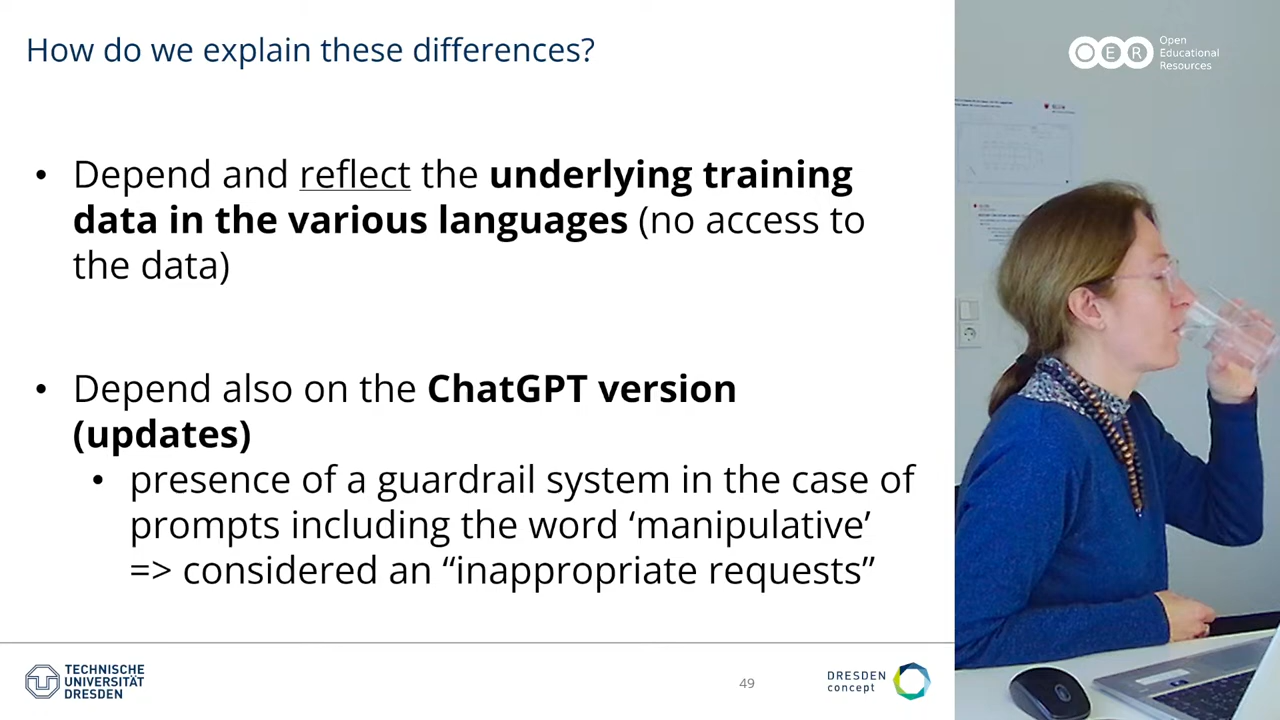 How do we explain these differences?
OER
Open
Educational
Resources
• Depend and reflect the underlying training
data in the various languages (no access to
the data)
• Depend also on the ChatGPT version
(updates)
• presence of a guardrail system in the case of
prompts including the word ‘manipulative’
=> considered an “inappropriate requests”
TECHNISCHE
UNIVERSITÄT
DRESDEN
49
DRESDEN
concept